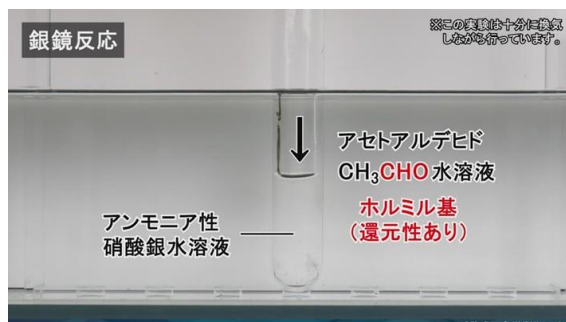 銀鏡反応
※この実験は十分に換気
しながら行っています。
アセトアルデヒド
CH₃CHO水溶液
ホルミル基
(還元性あり)
アンモニア性
硝酸銀水溶液